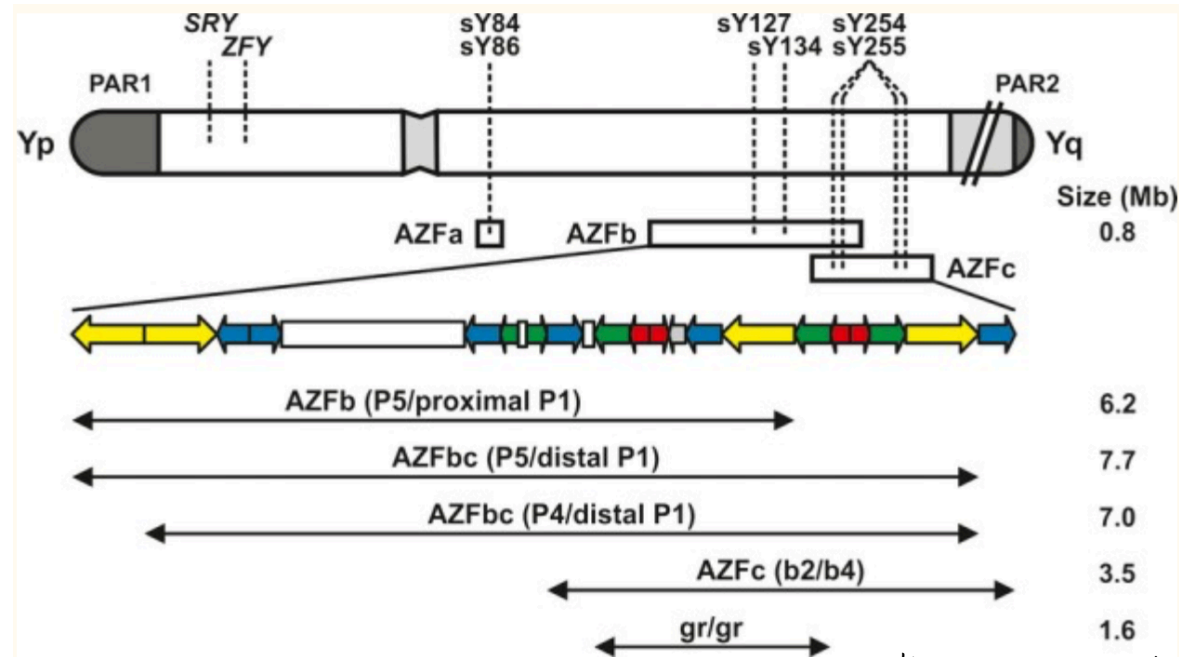 SRY sY84 sY127 sY254
ZFY sY86 sY134 sY255
PAR1 PAR2
Yp Yq
Size (Mb)
AZFa AZFb 0.8
AZFc
AZFb (P5/proximal P1) 6.2
AZFbc (P5/distal P1) 7.7
AZFbc (P4/distal P1) 7.0
AZFc (b2/b4) 3.5
gr/gr 1.6